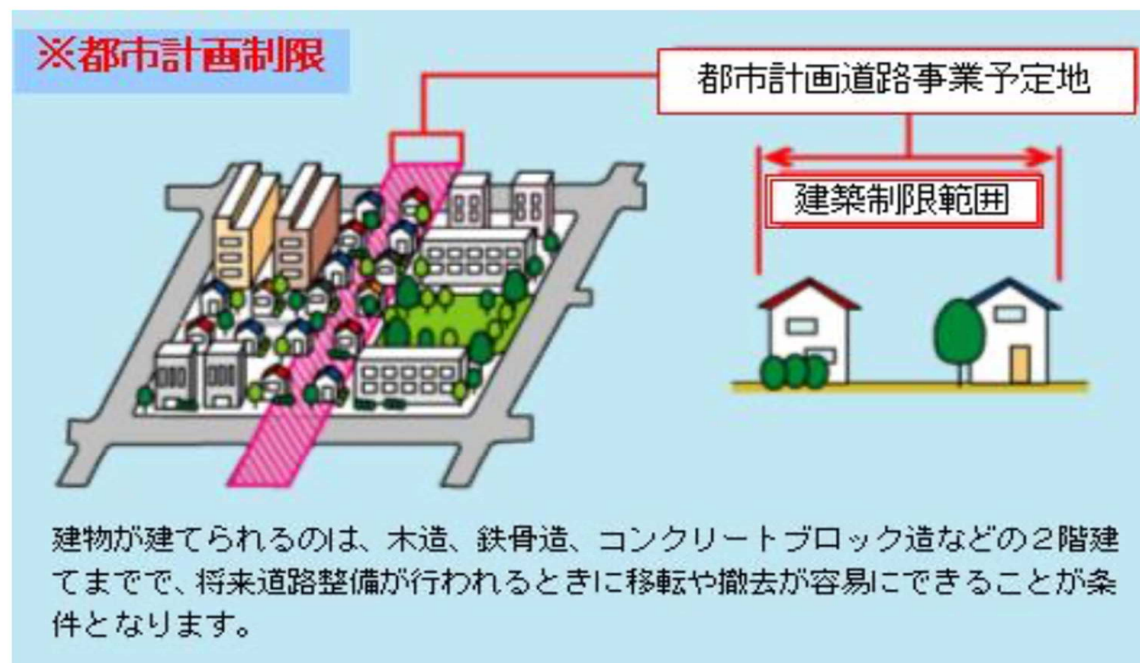 ※都市計画制限
都市計画道路事業予定地
建築制限範囲
建物が建てられるのは、木造、鉄骨造、コンクリートブロック造などの２階建
てまでで、将来道路整備が行われるときに移転や撤去が容易にできることが条
件となります。